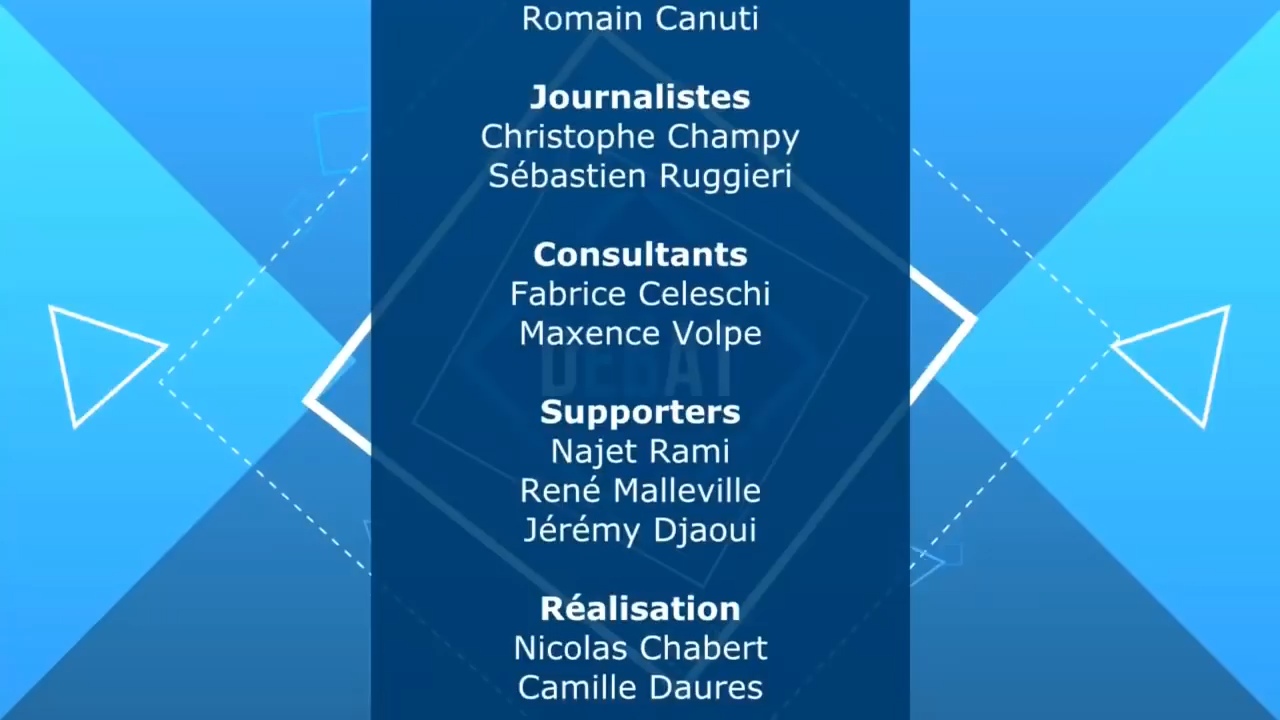 Romain Canuti
Journalistes
Christophe Champy
Sébastien Ruggieri
Consultants
Fabrice Celeschi
Maxence Volpe
DEBAT
Supporters
Najet Rami
René Malleville
Jérémy Djaoui
Réalisation
Nicolas Chabert
Camille Daures